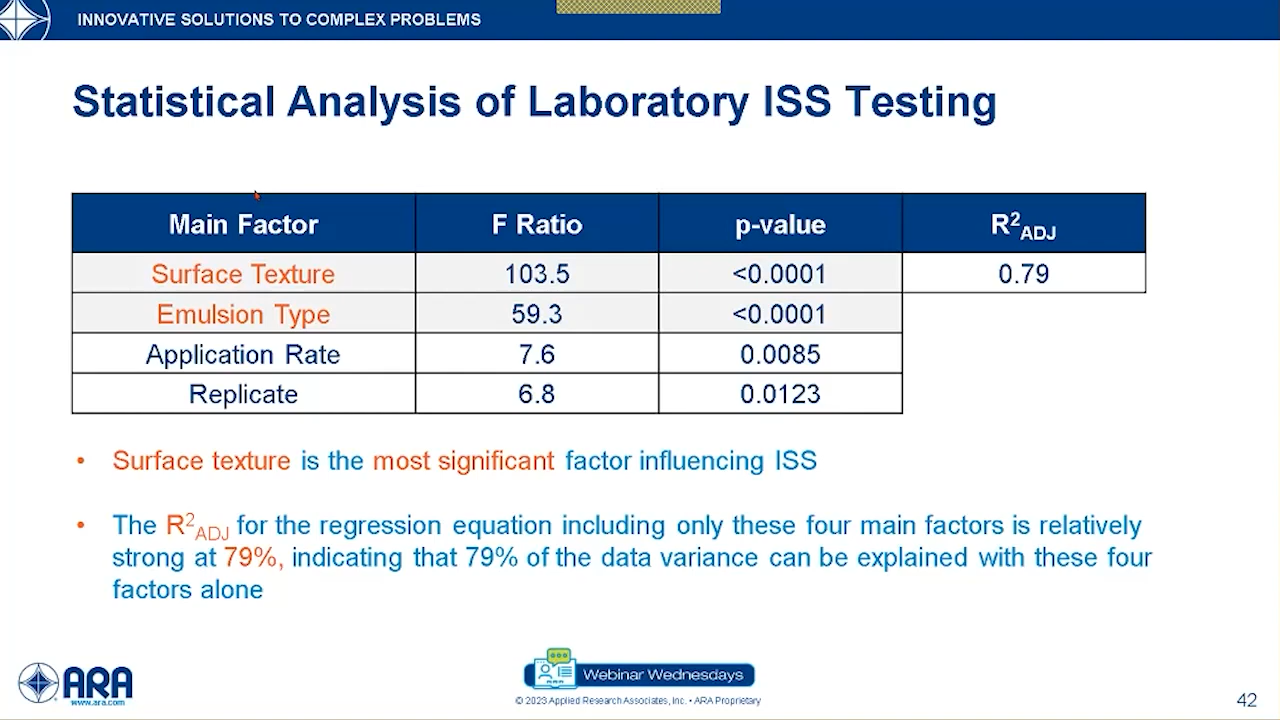 INNOVATIVE SOLUTIONS TO COMPLEX PROBLEMS
Statistical Analysis of Laboratory ISS Testing
Main Factor F Ratio p-value R²ADJ
Surface Texture 103.5 <0.0001 0.79
Emulsion Type 59.3 <0.0001
Application Rate 7.6 0.0085
Replicate 6.8 0.0123
• Surface texture is the most significant factor influencing ISS
• The R²ADJ for the regression equation including only these four main factors is relatively
strong at 79%, indicating that 79% of the data variance can be explained with these four
factors alone
ARA
www.ara.com
Webinar Wednesdays
© 2023 Applied Research Associates, Inc. • ARA Proprietary
42